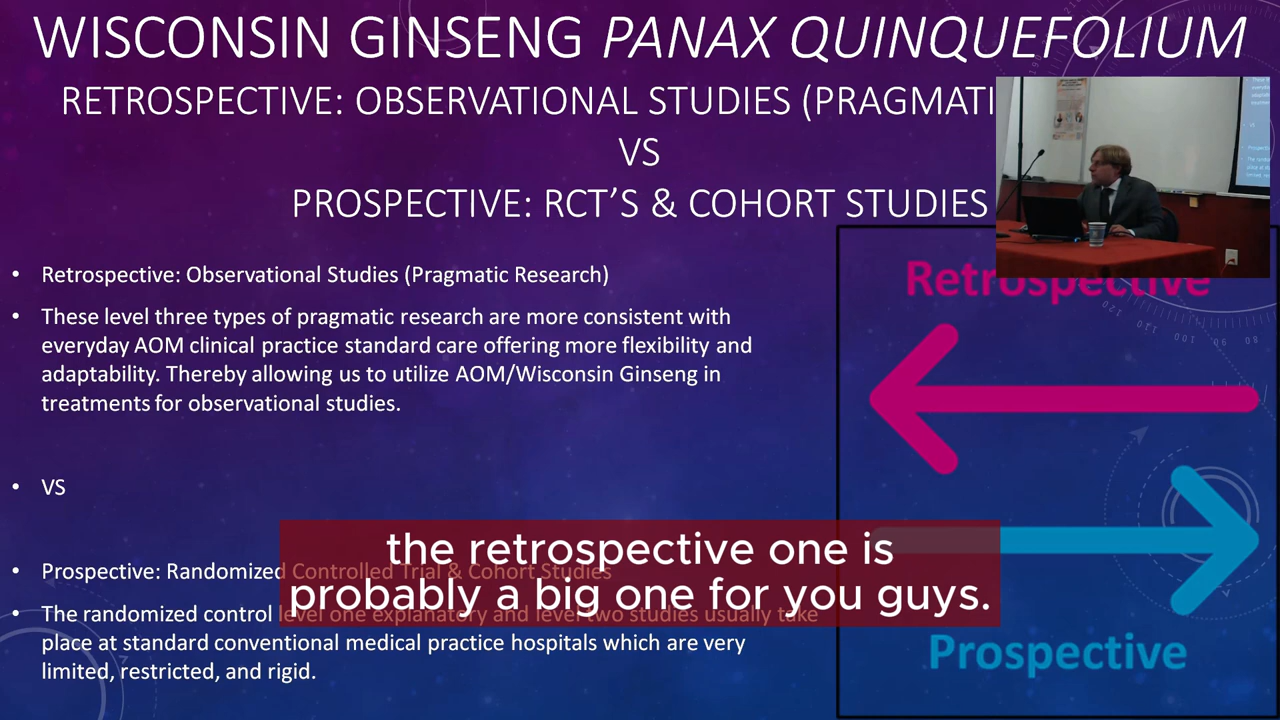 WISCONSIN GINSENG PANAX QUINQUEFOLIUM
RETROSPECTIVE: OBSERVATIONAL STUDIES (PRAGMATI
VS
PROSPECTIVE: RCT'S & COHORT STUDIES
• Retrospective: Observational Studies (Pragmatic Research)
• These level three types of pragmatic research are more consistent with
everyday AOM clinical practice standard care offering more flexibility and
adaptability. Thereby allowing us to utilize AOM/Wisconsin Ginseng in
treatments for observational studies.
• VS
• Prospective: Randomized Controlled Trial & Cohort Studies
• The randomized control level one explanatory and level two studies usually take
place at standard conventional medical practice hospitals which are very
limited, restricted, and rigid.
Retrospective
Prospective
the retrospective one is
probably a big one for you guys.